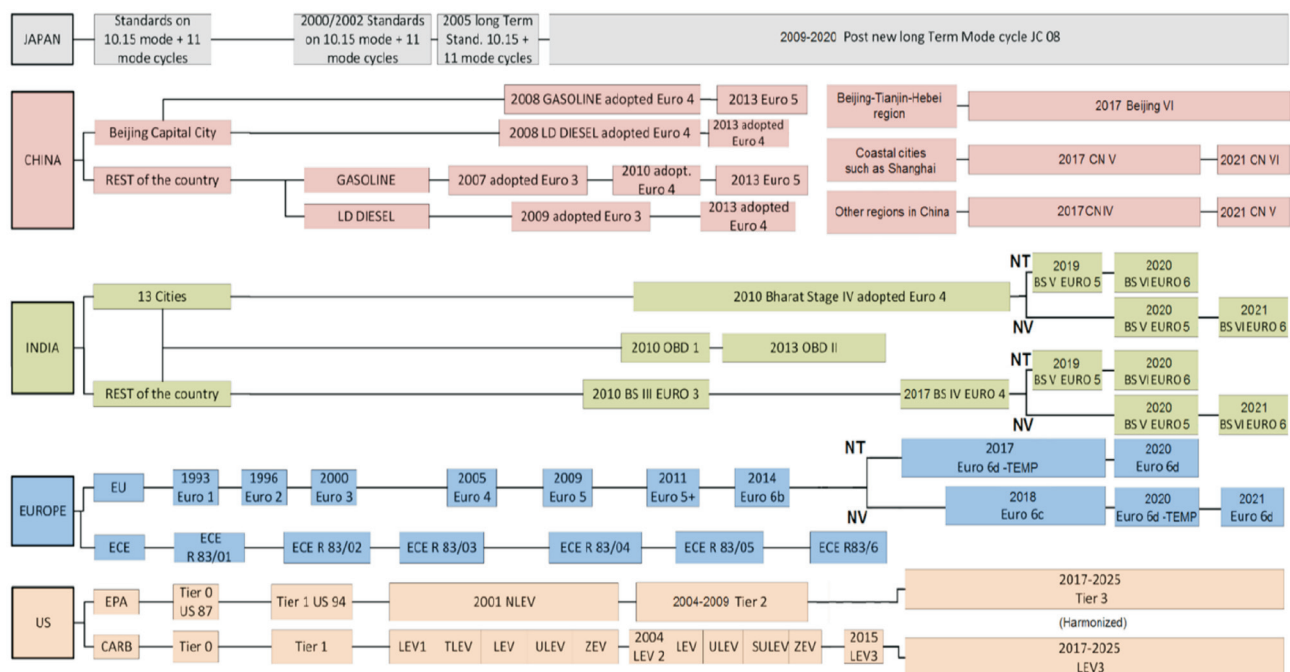 JAPAN
Standards on
10.15 mode + 11
mode cycles
2000/2002 Standards
on 10.15 mode + 11
mode cycles
2005 long Term
Stand. 10.15 +
11 mode cycles
2009-2020 Post new long Term Mode cycle JC 08
CHINA
Beijing Capital City
2008 GASOLINE adopted Euro 4
2013 Euro 5
2008 LD DIESEL adopted Euro 4
2013 adopted
Euro 4
REST of the country
GASOLINE
2007 adopted Euro 3
2010 adopt.
Euro 4
2013 Euro 5
LD DIESEL
2009 adopted Euro 3
2013 adopted
Euro 4
Beijing-Tianjin-Hebei
region
2017 Beijing VI
Coastal cities
such as Shanghai
2017 CN V
2021 CN VI
Other regions in China
2017CNIV
2021 CN V
INDIA
13 Cities
2010 Bharat Stage IV adopted Euro 4
NT
2019
BS V EURO 5
2020
BS VI EURO 6
NV
2020
BS V EURO 5
2021
BS VI EURO 6
2010 OBD 1
2013 OBD II
REST of the country
2010 BS III EURO 3
2017 BS IV EURO 4
NT
2019
BS V EURO 5
2020
BS VI EURO 6
NV
2020
BS V EURO 5
2021
BS VI EURO 6
EUROPE
EU
1993
Euro 1
1996
Euro 2
2000
Euro 3
2005
Euro 4
2009
Euro 5
2011
Euro 5+
2014
Euro 6b
NT
2017
Euro 6d -TEMP
2020
Euro 6d
NV
2018
Euro 6c
2020
Euro 6d -TEMP
2021
Euro 6d
ECE
ECE
R 83/01
ECE R 83/02
ECE R 83/03
ECE R 83/04
ECE R 83/05
ECE R83/6
US
EPA
Tier 0
US 87
Tier 1 US 94
2001 NLEV
2004-2009 Tier 2
2017-2025
Tier 3
(Harmonized)
CARB
Tier 0
Tier 1
LEV1 TLEV LEV ULEV ZEV
2004
LEV 2
LEV ULEV SULEV ZEV
2015
LEV3
2017-2025
LEV3